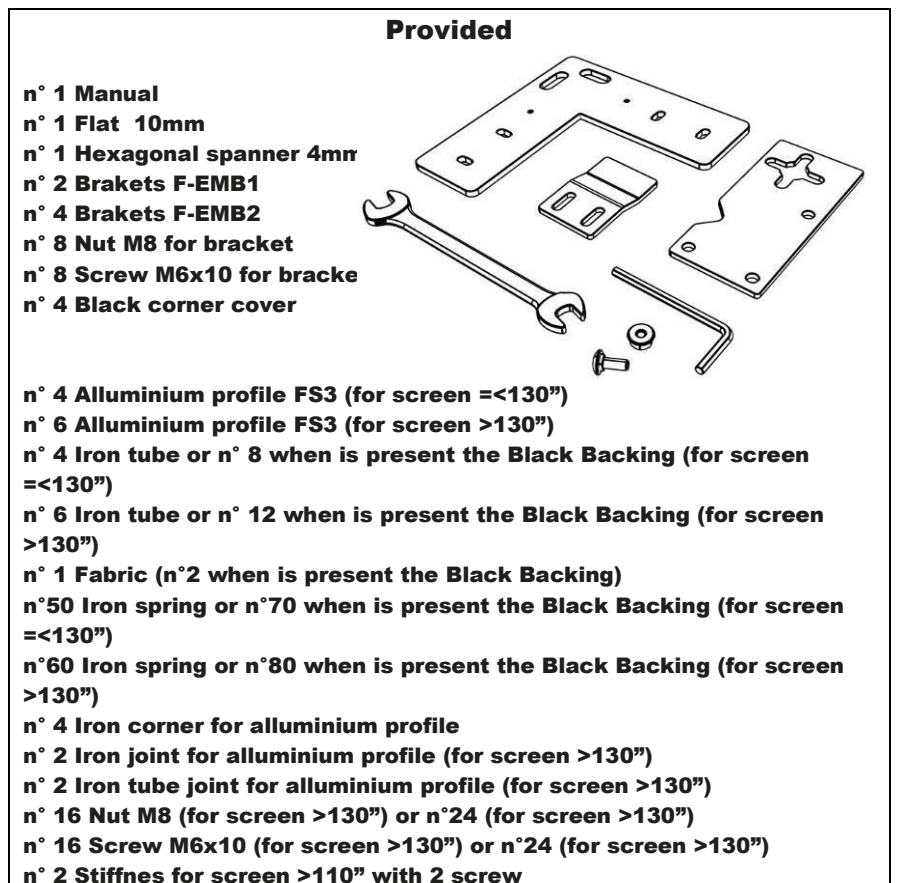 Provided
n° 1 Manual
n° 1 Flat 10mm
n° 1 Hexagonal spanner 4mm
n° 2 Brakets F-EMB1
n° 4 Brakets F-EMB2
n° 8 Nut M8 for bracket
n° 8 Screw M6x10 for bracke
n° 4 Black corner cover
n° 4 Alluminium profile FS3 (for screen =<130”)
n° 6 Alluminium profile FS3 (for screen >130”)
n° 4 Iron tube or n° 8 when is present the Black Backing (for screen
=<130”)
n° 6 Iron tube or n° 12 when is present the Black Backing (for screen
>130”)
n° 1 Fabric (n°2 when is present the Black Backing)
n°50 Iron spring or n°70 when is present the Black Backing (for screen
=<130”)
n°60 Iron spring or n°80 when is present the Black Backing (for screen
>130”)
n° 4 Iron corner for alluminium profile
n° 2 Iron joint for alluminium profile (for screen >130”)
n° 2 Iron tube joint for alluminium profile (for screen >130”)
n° 16 Nut M8 (for screen >130”) or n°24 (for screen >130”)
n° 16 Screw M6x10 (for screen >130”) or n°24 (for screen >130”)
n° 2 Stiffnes for screen >110” with 2 screw